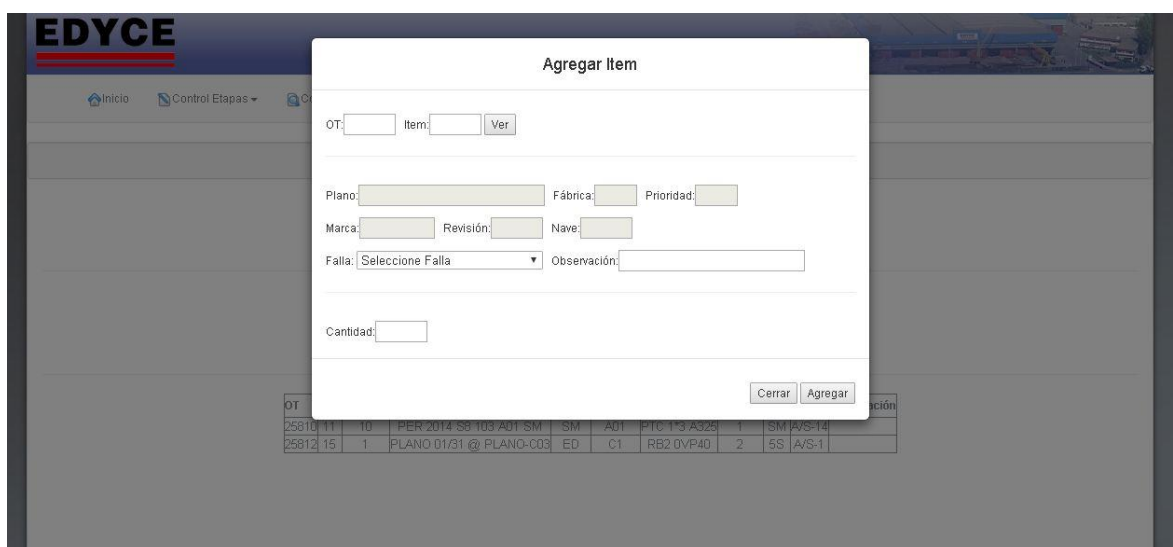 EDYCE
Agregar Item
Inicio Control Etapas
OT: Item: Ver
Plano: Fábrica: Prioridad:
Marca: Revisión: Nave:
Falla: Seleccione Falla Observación:
Cantidad:
Cerrar Agregar
OT
25810 11 10 PER 2014 S8 103 A01 SM SM A01 PTC 1*3 A325 1 SM A/S-14
25812 15 1 PLANO 01/31 @ PLANO-C03 ED C1 RB2 0VP40 2 5S A/S-1